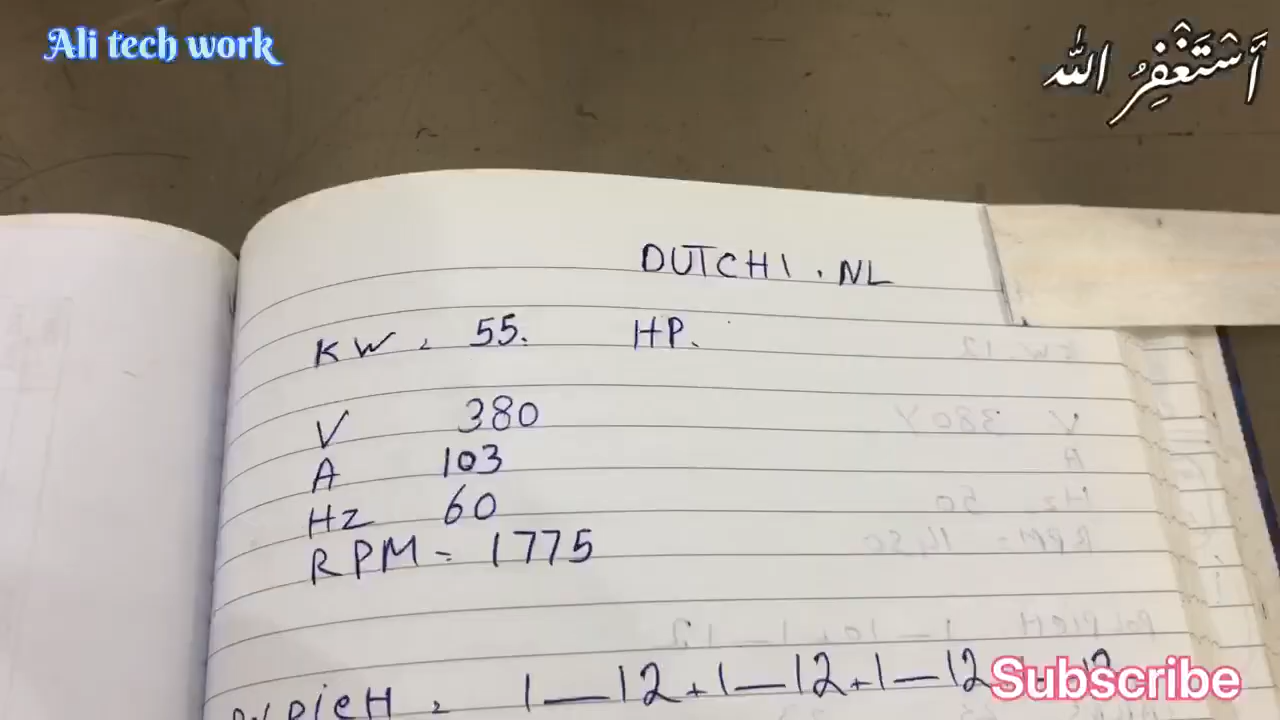 Ali tech work
أَسْتَغْفِرُ اللّٰه
DUTCHI . NL
KW . 55. HP.
V 380
A 103
Hz 60
RPM = 1775
1—12+1—12+1—12
Subscribe